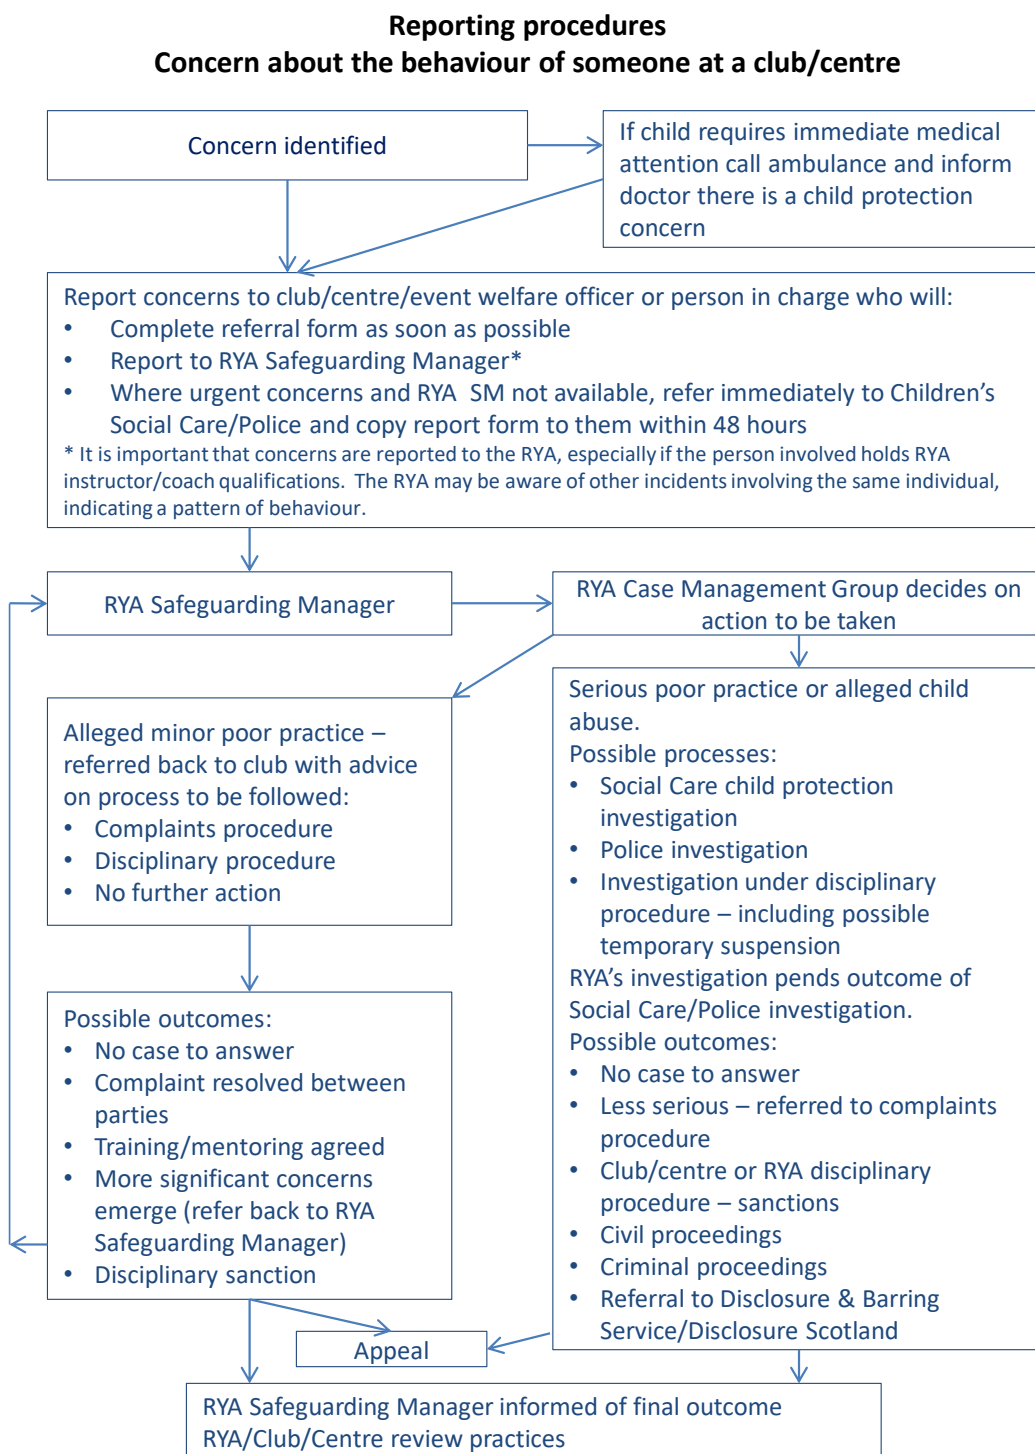 Reporting procedures
Concern about the behaviour of someone at a club/centre
Concern identified
If child requires immediate medical
attention call ambulance and inform
doctor there is a child protection
concern
Report concerns to club/centre/event welfare officer or person in charge who will:
• Complete referral form as soon as possible
• Report to RYA Safeguarding Manager*
• Where urgent concerns and RYA SM not available, refer immediately to Children’s
Social Care/Police and copy report form to them within 48 hours
* It is important that concerns are reported to the RYA, especially if the person involved holds RYA
instructor/coach qualifications. The RYA may be aware of other incidents involving the same individual,
indicating a pattern of behaviour.
RYA Safeguarding Manager
RYA Case Management Group decides on
action to be taken
Alleged minor poor practice –
referred back to club with advice
on process to be followed:
• Complaints procedure
• Disciplinary procedure
• No further action
Serious poor practice or alleged child
abuse.
Possible processes:
• Social Care child protection
investigation
• Police investigation
• Investigation under disciplinary
procedure – including possible
temporary suspension
RYA’s investigation pends outcome of
Social Care/Police investigation.
Possible outcomes:
• No case to answer
• Less serious – referred to complaints
procedure
• Club/centre or RYA disciplinary
procedure – sanctions
• Civil proceedings
• Criminal proceedings
• Referral to Disclosure & Barring
Service/Disclosure Scotland
Possible outcomes:
• No case to answer
• Complaint resolved between
parties
• Training/mentoring agreed
• More significant concerns
emerge (refer back to RYA
Safeguarding Manager)
• Disciplinary sanction
Appeal
RYA Safeguarding Manager informed of final outcome
RYA/Club/Centre review practices